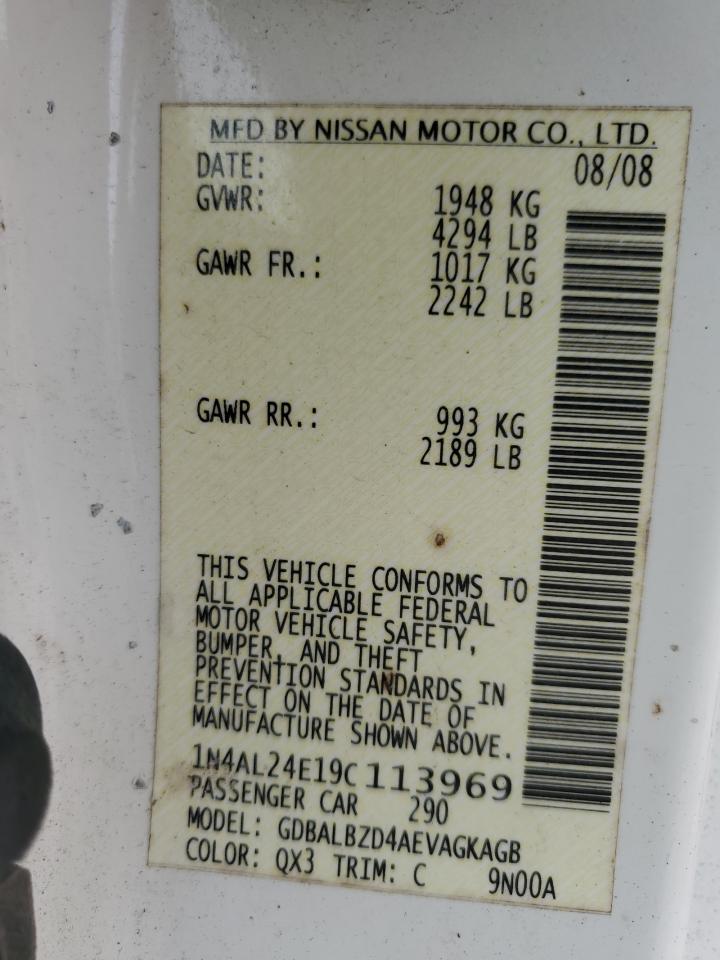 MFD BY NISSAN MOTOR CO., LTD.
DATE: 08/08
GVWR: 1948 KG
4294 LB
GAWR FR.: 1017 KG
2242 LB
GAWR RR.: 993 KG
2189 LB
THIS VEHICLE CONFORMS TO
ALL APPLICABLE FEDERAL
MOTOR VEHICLE SAFETY,
BUMPER, AND THEFT
PREVENTION STANDARDS IN
EFFECT ON THE DATE OF
MANUFACTURE SHOWN ABOVE.
1N4AL24E19C113969
PASSENGER CAR 290
MODEL: GDBALBZD4AEVAGKAGB
COLOR: QX3 TRIM: C 9N00A